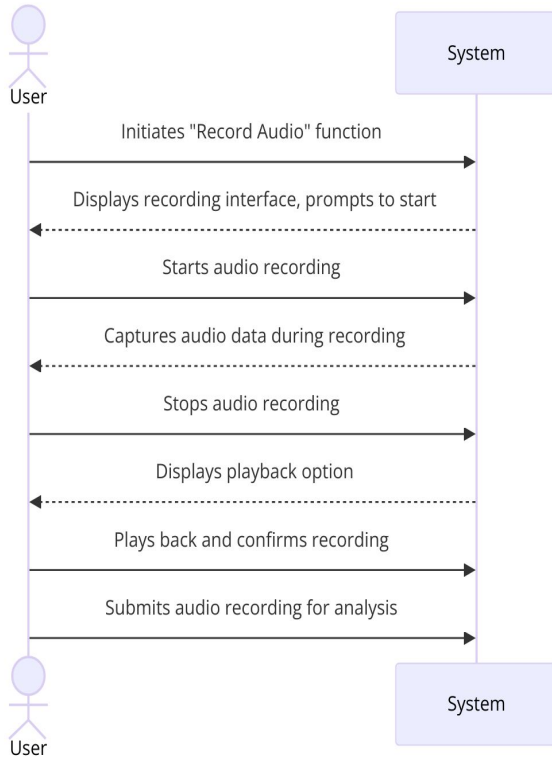 System
User
Initiates "Record Audio" function
Displays recording interface, prompts to start
Starts audio recording
Captures audio data during recording
Stops audio recording
Displays playback option
Plays back and confirms recording
Submits audio recording for analysis
System
User